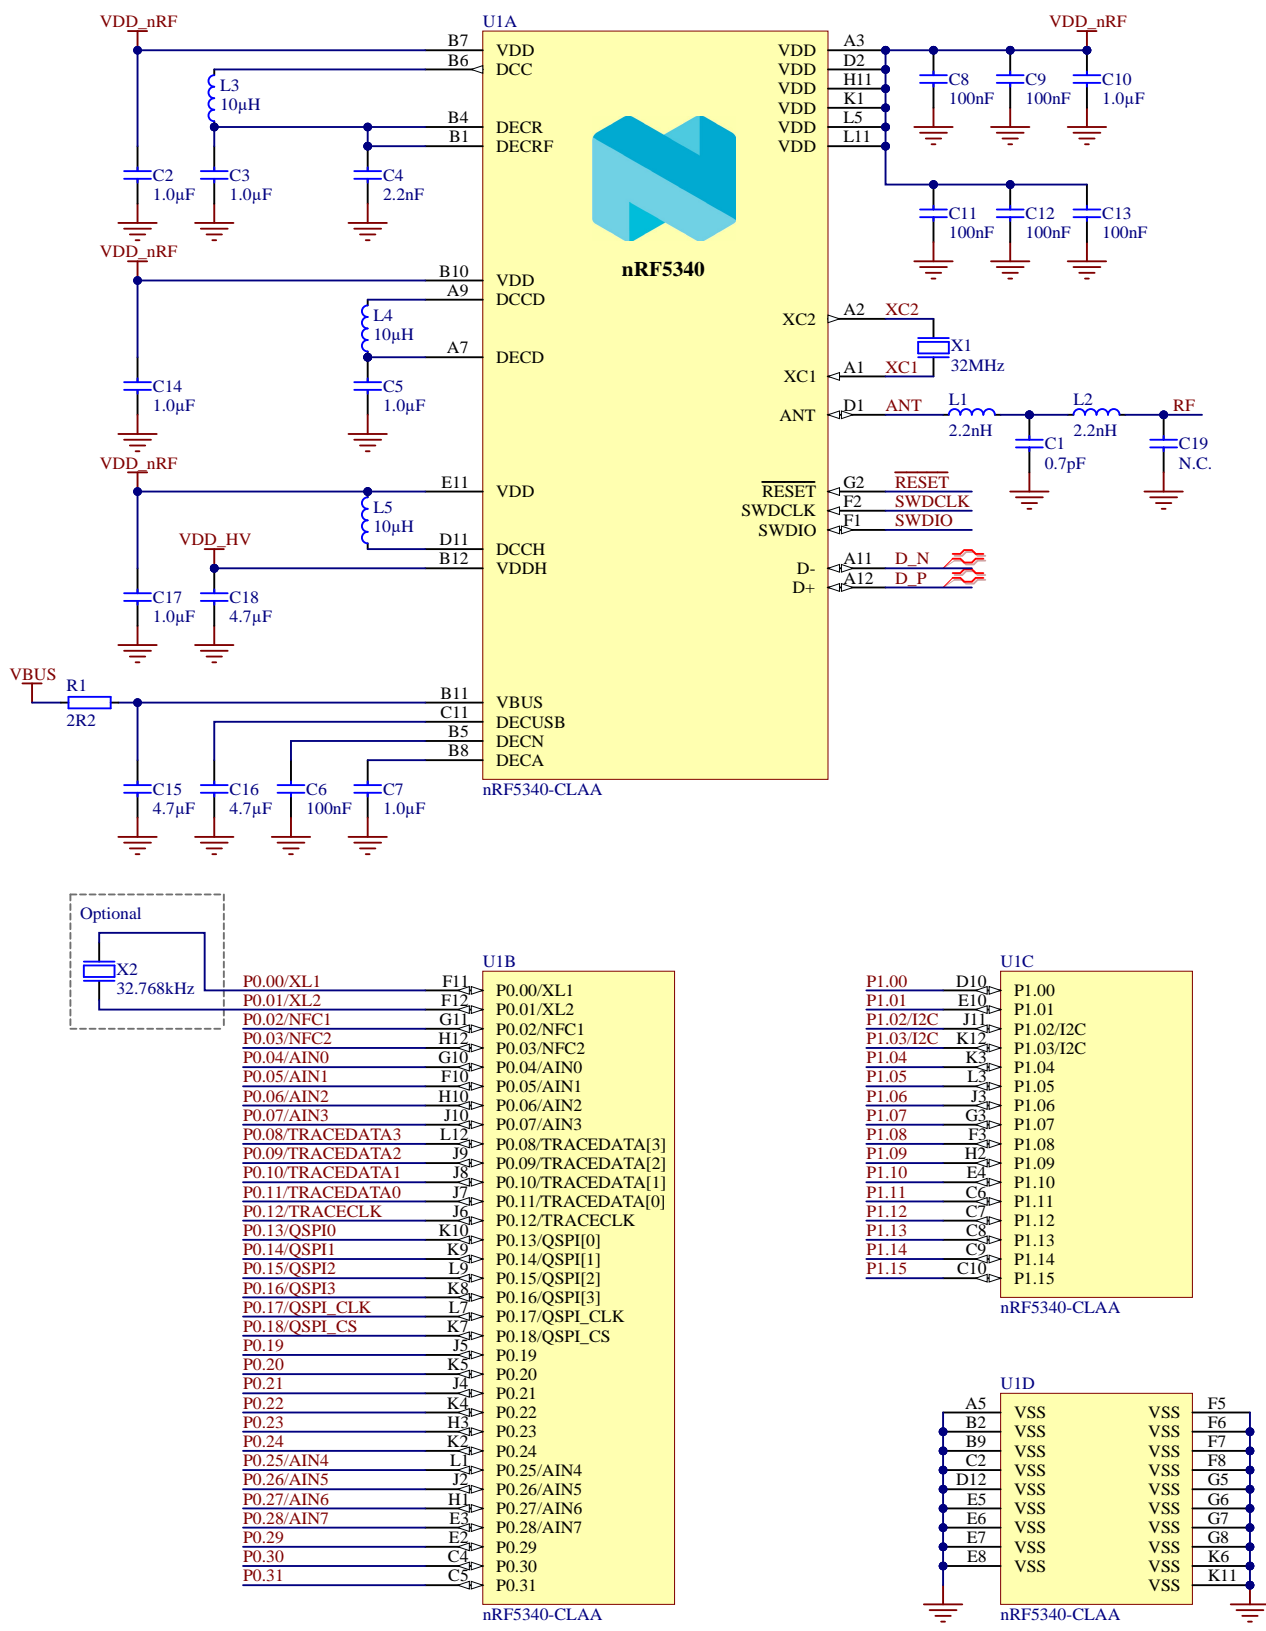 VDD_nRF
U1A
VDD_nRF
B7 VDD
B6 DCC
L3
10µH
B4 DECR
B1 DECRF
C2
1.0µF
C3
1.0µF
C4
2.2nF
VDD A3
VDD D2
VDD H11
VDD K1
VDD L5
VDD L11
C8
100nF
C9
100nF
C10
1.0µF
C11
100nF
C12
100nF
C13
100nF
nRF5340
VDD_nRF
B10 VDD
A9 DCCD
L4
10µH
A7 DECD
C14
1.0µF
C5
1.0µF
XC2 A2 XC2
X1
32MHz
XC1 A1 XC1
ANT D1 ANT
L1
2.2nH
L2
2.2nH
RF
C1
0.7pF
C19
N.C.
VDD_nRF
E11 VDD
L5
10µH
VDD_HV
D11 DCCH
B12 VDDH
C17
1.0µF
C18
4.7µF
RESET G2 RESET
SWDCLK F2 SWDCLK
SWDIO F1 SWDIO
D- A11 D_N
D+ A12 D_P
VBUS
R1
2R2
B11 VBUS
C11 DECUSB
B5 DECN
B8 DECA
C15
4.7µF
C16
4.7µF
C6
100nF
C7
1.0µF
nRF5340-CLAA
Optional
X2
32.768kHz
U1B
P0.00/XL1 F11 P0.00/XL1
P0.01/XL2 F12 P0.01/XL2
P0.02/NFC1 G11 P0.02/NFC1
P0.03/NFC2 H12 P0.03/NFC2
P0.04/AIN0 G10 P0.04/AIN0
P0.05/AIN1 F10 P0.05/AIN1
P0.06/AIN2 H10 P0.06/AIN2
P0.07/AIN3 J10 P0.07/AIN3
P0.08/TRACEDATA3 L12 P0.08/TRACEDATA[3]
P0.09/TRACEDATA2 J9 P0.09/TRACEDATA[2]
P0.10/TRACEDATA1 J8 P0.10/TRACEDATA[1]
P0.11/TRACEDATA0 J7 P0.11/TRACEDATA[0]
P0.12/TRACECLK J6 P0.12/TRACECLK
P0.13/QSPI0 K10 P0.13/QSPI[0]
P0.14/QSPI1 K9 P0.14/QSPI[1]
P0.15/QSPI2 L9 P0.15/QSPI[2]
P0.16/QSPI3 K8 P0.16/QSPI[3]
P0.17/QSPI_CLK L7 P0.17/QSPI_CLK
P0.18/QSPI_CS K7 P0.18/QSPI_CS
P0.19 J5 P0.19
P0.20 K5 P0.20
P0.21 J4 P0.21
P0.22 K4 P0.22
P0.23 H3 P0.23
P0.24 K2 P0.24
P0.25/AIN4 L1 P0.25/AIN4
P0.26/AIN5 J2 P0.26/AIN5
P0.27/AIN6 H1 P0.27/AIN6
P0.28/AIN7 E3 P0.28/AIN7
P0.29 E2 P0.29
P0.30 C4 P0.30
P0.31 C5 P0.31
nRF5340-CLAA
U1C
P1.00 D10 P1.00
P1.01 E10 P1.01
P1.02/I2C J11 P1.02/I2C
P1.03/I2C K12 P1.03/I2C
P1.04 K3 P1.04
P1.05 L3 P1.05
P1.06 J3 P1.06
P1.07 G3 P1.07
P1.08 F3 P1.08
P1.09 H2 P1.09
P1.10 E4 P1.10
P1.11 C6 P1.11
P1.12 C7 P1.12
P1.13 C8 P1.13
P1.14 C9 P1.14
P1.15 C10 P1.15
nRF5340-CLAA
U1D
A5 VSS VSS F5
B2 VSS VSS F6
B9 VSS VSS F7
C2 VSS VSS F8
D12 VSS VSS G5
E5 VSS VSS G6
E6 VSS VSS G7
E7 VSS VSS G8
E8 VSS VSS K6
VSS K11
nRF5340-CLAA